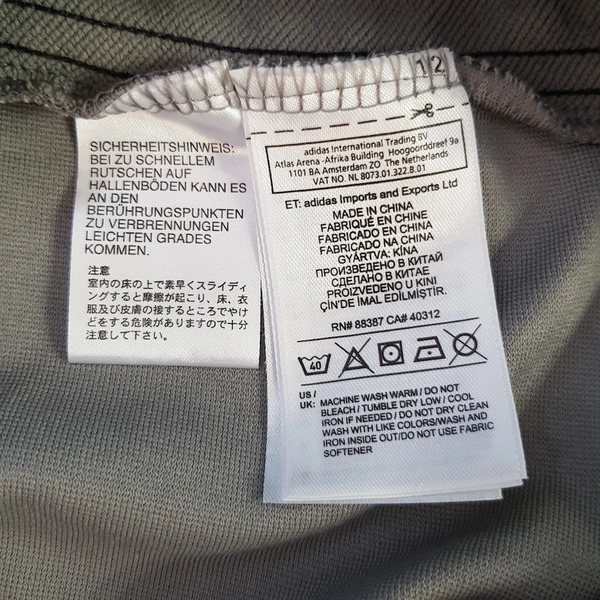 SICHERHEITSHINWEIS:
BEI ZU SCHNELLEM
RUTSCHEN AUF
HALLENBÖDEN KANN ES
AN DEN
BERÜHRUNGSPUNKTEN
ZU VERBRENNUNGEN
LEICHTEN GRADES
KOMMEN.
注意
室内の床の上で素早くスライディ
ングすると摩擦が起こり、床、衣
服及び皮膚の接するところでやけ
どをする危険がありますので十分
注意して下さい。
12
adidas International Trading BV
Atlas Arena -Afrika Building Hoogoorddreef 9a
1101 BA Amsterdam ZO The Netherlands
VAT NO. NL 8073.01.322.B.01
ET: adidas Imports and Exports Ltd
MADE IN CHINA
FABRIQUÉ EN CHINE
FABRICADO EN CHINA
FABRICADO NA CHINA
GYÁRTVA: KÍNA
ПРОИЗВЕДЕНО В КИТАЙ
СДЕЛАНО В КИТАЕ
PROIZVEDENO U KINI
ÇİN'DE İMAL EDİLMİŞTİR.
RN# 88387 CA# 40312
40
US / UK: MACHINE WASH WARM / DO NOT
BLEACH / TUMBLE DRY LOW / COOL
IRON IF NEEDED / DO NOT DRY CLEAN
WASH WITH LIKE COLORS/WASH AND
IRON INSIDE OUT/DO NOT USE FABRIC
SOFTENER